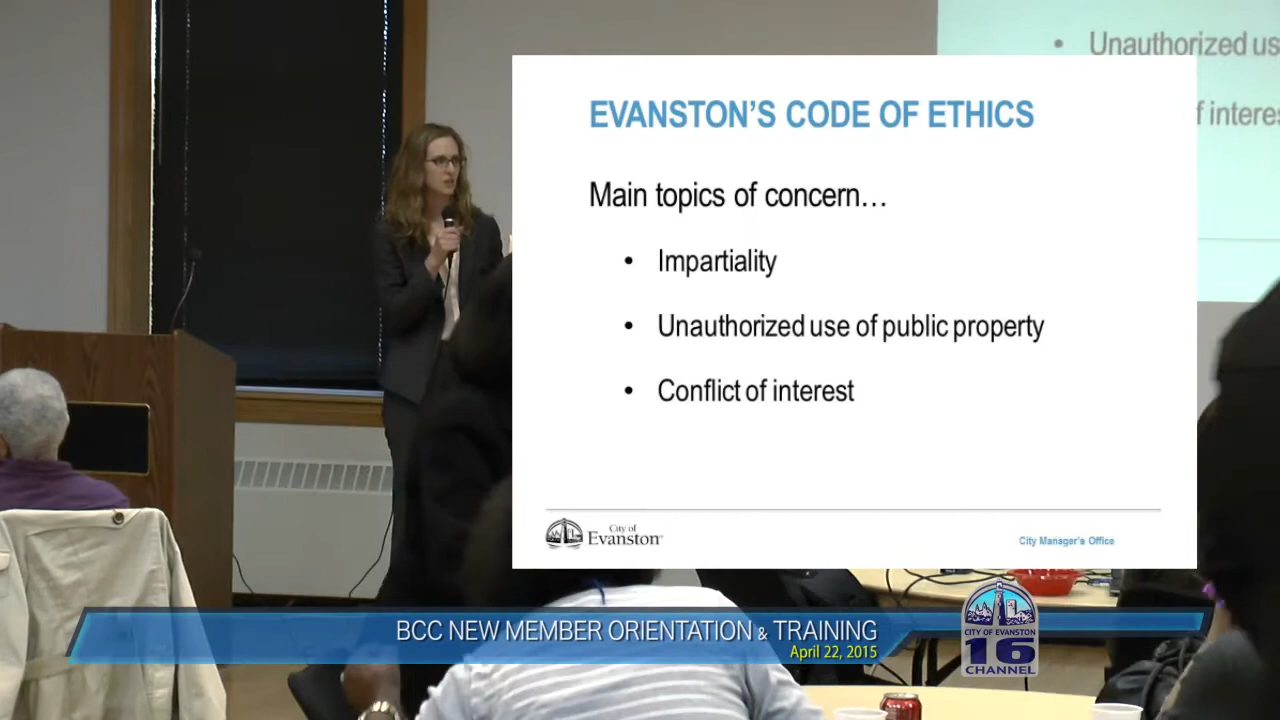 Unauthorized us
f interes
EVANSTON'S CODE OF ETHICS
Main topics of concern…
• Impartiality
• Unauthorized use of public property
• Conflict of interest
City of
Evanston
City Manager's Office
BCC NEW MEMBER ORIENTATION & TRAINING
April 22, 2015
CITY OF EVANSTON
16
CHANNEL